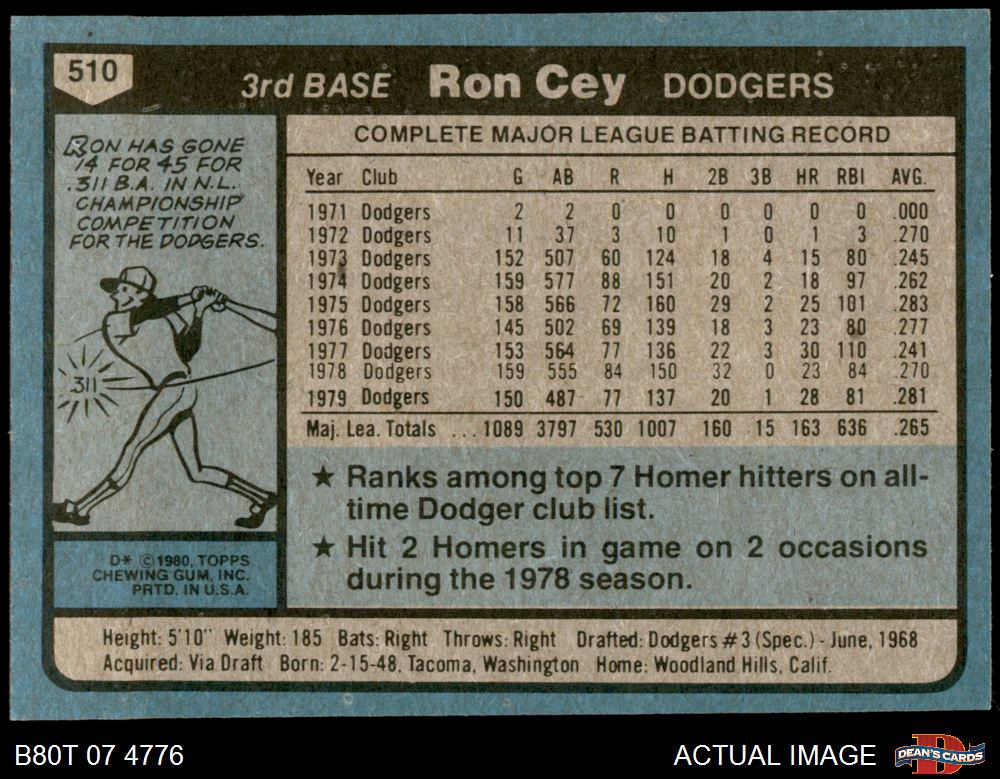 510
3rd BASE Ron Cey DODGERS
RON HAS GONE
14 FOR 45 FOR
.311 B.A. IN N.L.
CHAMPIONSHIP
COMPETITION
FOR THE DODGERS.
311
D* © 1980, TOPPS
CHEWING GUM, INC.
PRTD. IN U.S.A.
COMPLETE MAJOR LEAGUE BATTING RECORD
Year Club G AB R H 2B 3B HR RBI AVG.
1971 Dodgers 2 2 0 0 0 0 0 0 .000
1972 Dodgers 11 37 3 10 1 0 1 3 .270
1973 Dodgers 152 507 60 124 18 4 15 80 .245
1974 Dodgers 159 577 88 151 20 2 18 97 .262
1975 Dodgers 158 566 72 160 29 2 25 101 .283
1976 Dodgers 145 502 69 139 18 3 23 80 .277
1977 Dodgers 153 564 77 136 22 3 30 110 .241
1978 Dodgers 159 555 84 150 32 0 23 84 .270
1979 Dodgers 150 487 77 137 20 1 28 81 .281
Maj. Lea. Totals ... 1089 3797 530 1007 160 15 163 636 .265
★ Ranks among top 7 Homer hitters on all-
time Dodger club list.
★ Hit 2 Homers in game on 2 occasions
during the 1978 season.
Height: 5'10" Weight: 185 Bats: Right Throws: Right Drafted: Dodgers #3 (Spec.) - June, 1968
Acquired: Via Draft Born: 2-15-48, Tacoma, Washington Home: Woodland Hills, Calif.
B80T 07 4776
ACTUAL IMAGE
D
DEAN'S CARDS